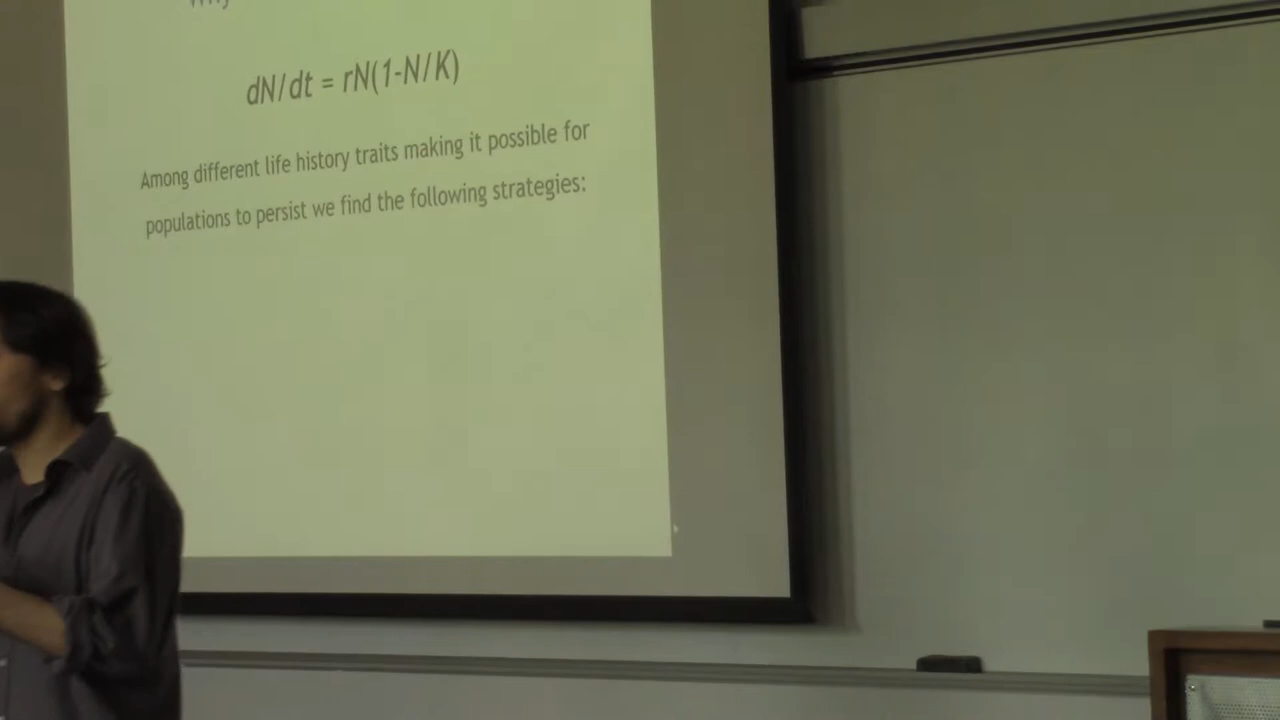 Why
dN/dt = rN(1-N/K)
Among different life history traits making it possible for
populations to persist we find the following strategies: